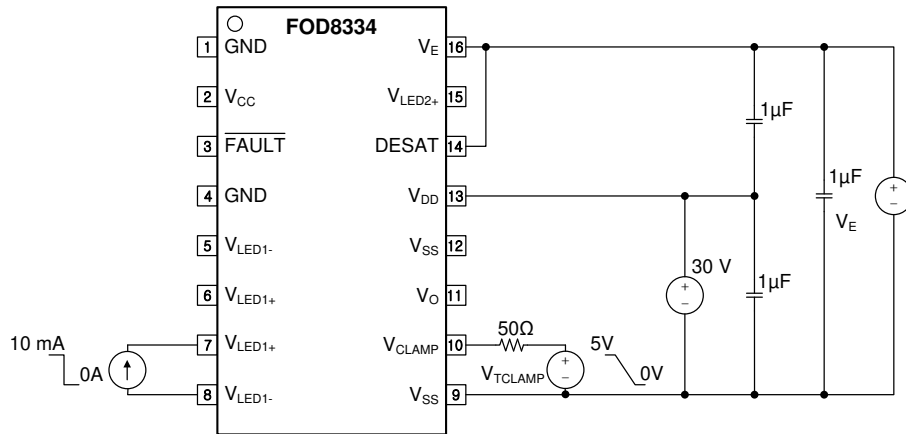 FOD8334
1 GND
2 VCC
3 FAULT
4 GND
5 VLED1-
6 VLED1+
7 VLED1+
8 VLED1-
VE 16
VLED2+ 15
DESAT 14
VDD 13
VSS 12
VO 11
VCLAMP 10
VSS 9
10 mA
0A
50Ω
VTCLAMP
5V
0V
30 V
1µF
1µF
1µF
VE